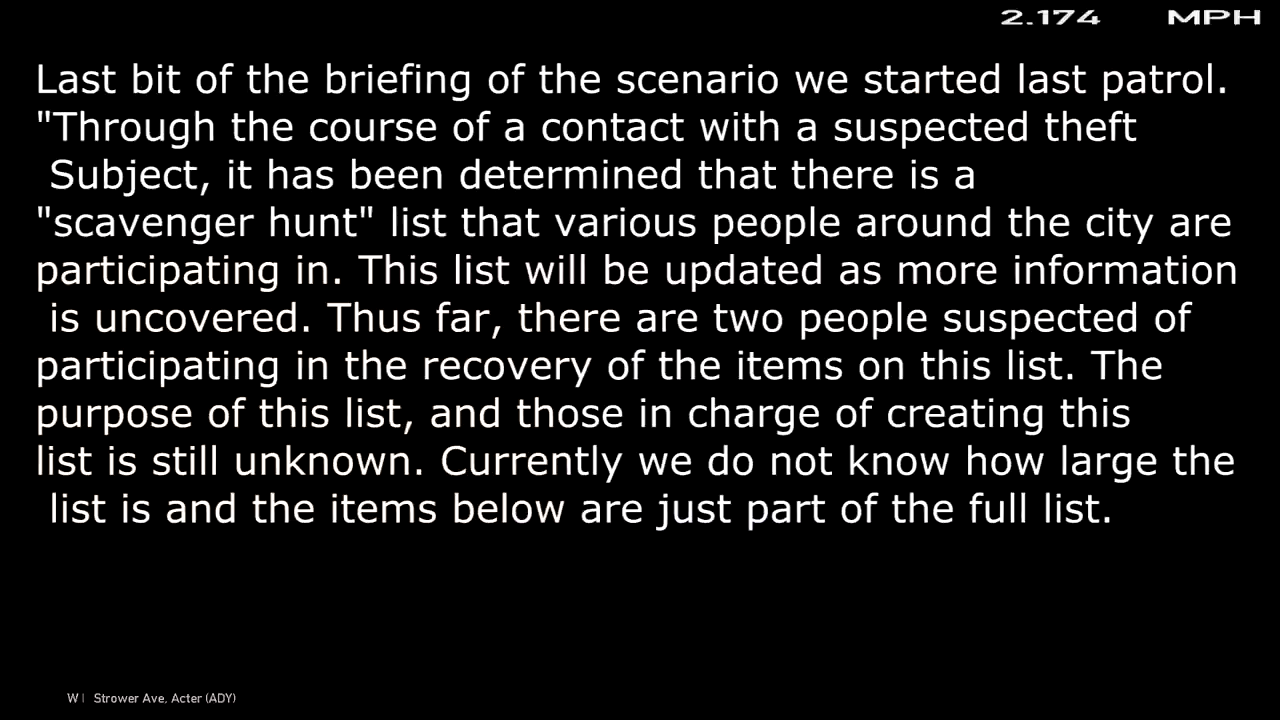 2.174 MPH
Last bit of the briefing of the scenario we started last patrol.
"Through the course of a contact with a suspected theft
Subject, it has been determined that there is a
"scavenger hunt" list that various people around the city are
participating in. This list will be updated as more information
is uncovered. Thus far, there are two people suspected of
participating in the recovery of the items on this list. The
purpose of this list, and those in charge of creating this
list is still unknown. Currently we do not know how large the
list is and the items below are just part of the full list.
W | Strower Ave, Acter (ADY)